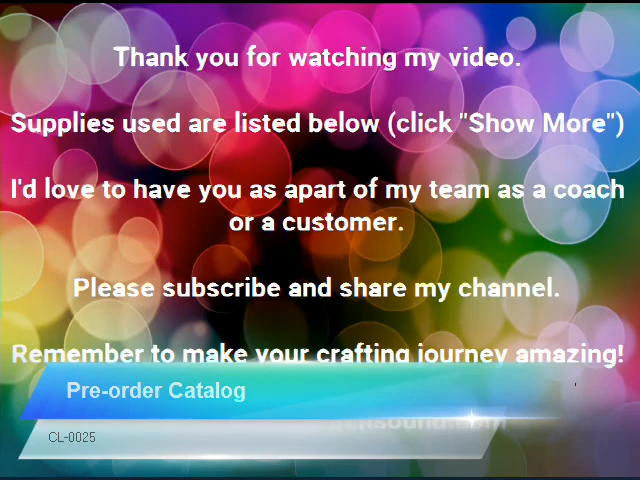 Thank you for watching my video.
Supplies used are listed below (click "Show More")
I'd love to have you as apart of my team as a coach
or a customer.
Please subscribe and share my channel.
Remember to make your crafting journey amazing!
Pre-order Catalog
CL-0025